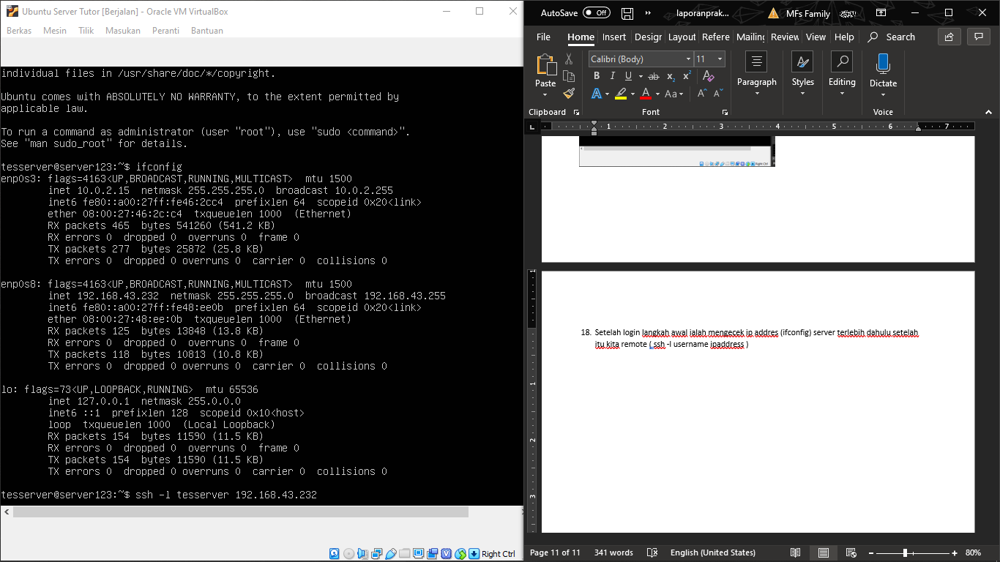 Ubuntu Server Tutor [Berjalan] - Oracle VM VirtualBox
Berkas Mesin Tilik Masukan Peranti Bantuan
individual files in /usr/share/doc/*/copyright.
Ubuntu comes with ABSOLUTELY NO WARRANTY, to the extent permitted by
applicable law.
To run a command as administrator (user "root"), use "sudo <command>".
See "man sudo_root" for details.
tesserver@server123:~$ ifconfig
enp0s3: flags=4163<UP,BROADCAST,RUNNING,MULTICAST>  mtu 1500
inet 10.0.2.15  netmask 255.255.255.0  broadcast 10.0.2.255
inet6 fe80::a00:27ff:fe46:2cc4  prefixlen 64  scopeid 0x20<link>
ether 08:00:27:46:2c:c4  txqueuelen 1000  (Ethernet)
RX packets 465  bytes 541260 (541.2 KB)
RX errors 0  dropped 0  overruns 0  frame 0
TX packets 277  bytes 25872 (25.8 KB)
TX errors 0  dropped 0 overruns 0  carrier 0  collisions 0
enp0s8: flags=4163<UP,BROADCAST,RUNNING,MULTICAST>  mtu 1500
inet 192.168.43.232  netmask 255.255.255.0  broadcast 192.168.43.255
inet6 fe80::a00:27ff:fe48:ee0b  prefixlen 64  scopeid 0x20<link>
ether 08:00:27:48:ee:0b  txqueuelen 1000  (Ethernet)
RX packets 125  bytes 13848 (13.8 KB)
RX errors 0  dropped 0  overruns 0  frame 0
TX packets 118  bytes 10813 (10.8 KB)
TX errors 0  dropped 0 overruns 0  carrier 0  collisions 0
lo: flags=73<UP,LOOPBACK,RUNNING>  mtu 65536
inet 127.0.0.1  netmask 255.0.0.0
inet6 ::1  prefixlen 128  scopeid 0x10<host>
loop  txqueuelen 1000  (Local Loopback)
RX packets 154  bytes 11590 (11.5 KB)
RX errors 0  dropped 0  overruns 0  frame 0
TX packets 154  bytes 11590 (11.5 KB)
TX errors 0  dropped 0 overruns 0  carrier 0  collisions 0
tesserver@server123:~$ ssh -l tesserver 192.168.43.232
Right Ctrl
AutoSave Off laporanprak... MFs Family
File Home Insert Desigr Layout Refere Mailing Review View Help Search
Calibri (Body) 11
Paste B I U ab x2 x2 Paragraph Styles Editing Dictate
A A Aa A A
Clipboard Font Voice
1 2 3 4 5 6 7
Right Ctrl
18. Setelah login langkah awal ialah mengecek ip addres (ifconfig) server terlebih dahulu setelah
itu kita remote ( ssh -l username ipaddress )
1
1
2
3
Page 11 of 11 341 words English (United States) 80%